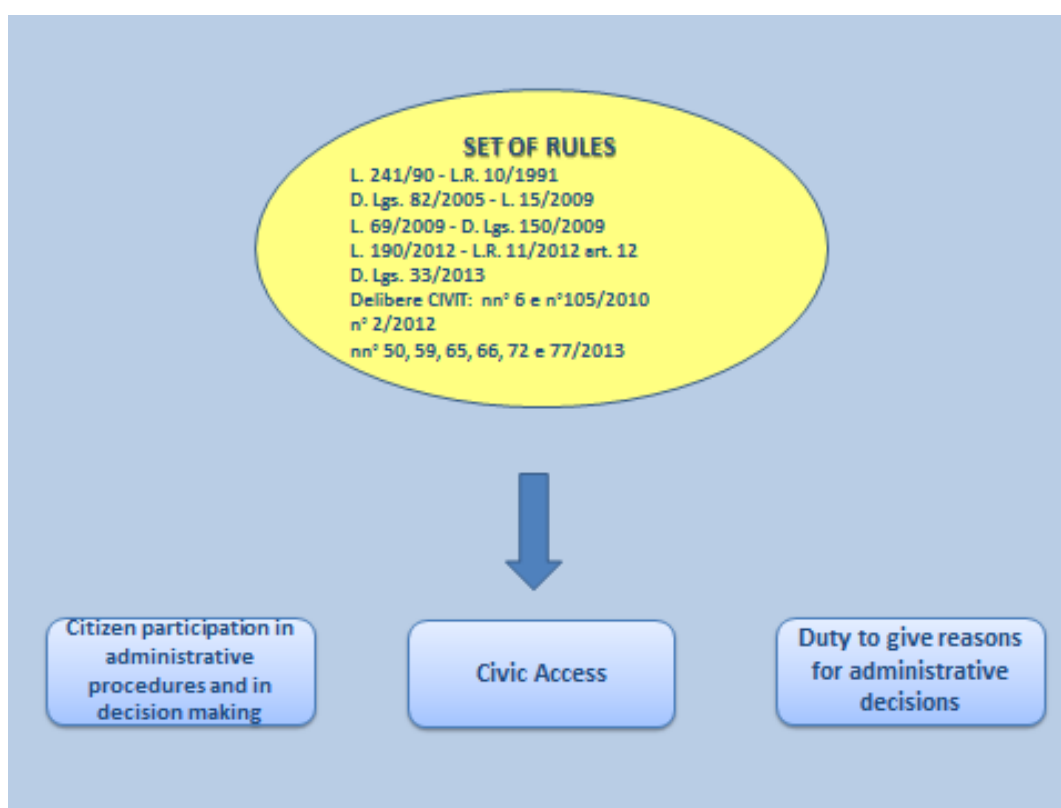 SET OF RULES
L. 241/90 - L.R. 10/1991
D. Lgs. 82/2005 - L. 15/2009
L. 69/2009 - D. Lgs. 150/2009
L. 190/2012 - L.R. 11/2012 art. 12
D. Lgs. 33/2013
Delibere CIVIT: nn° 6 e n°105/2010
n° 2/2012
nn° 50, 59, 65, 66, 72 e 77/2013
Citizen participation in
administrative
procedures and in
decision making
Civic Access
Duty to give reasons
for administrative
decisions